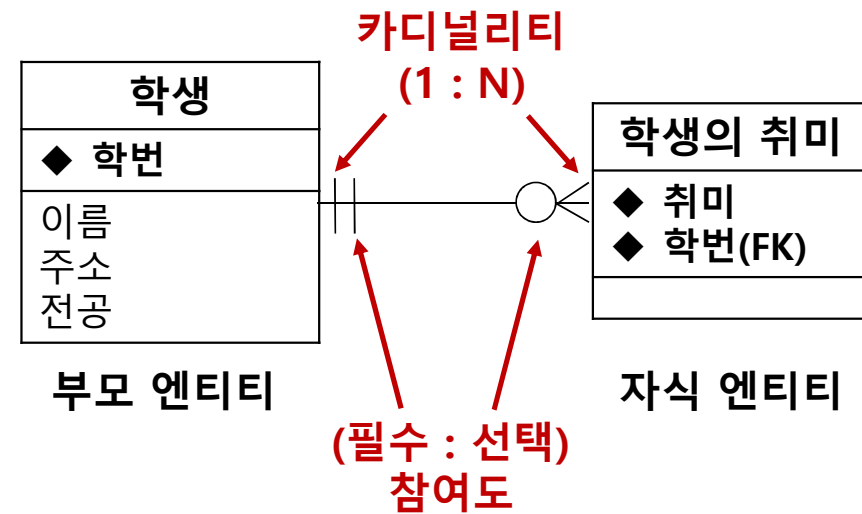 카디널리티
(1 : N)
학생
◆ 학번
이름
주소
전공
부모 엔티티
학생의 취미
◆ 취미
◆ 학번(FK)
자식 엔티티
(필수 : 선택)
참여도